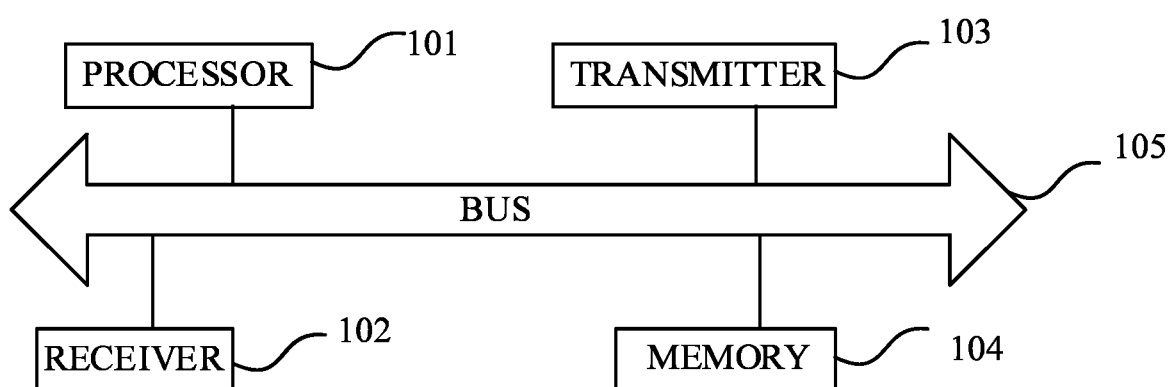 PROCESSOR
101
TRANSMITTER
103
BUS
105
RECEIVER
102
MEMORY
104